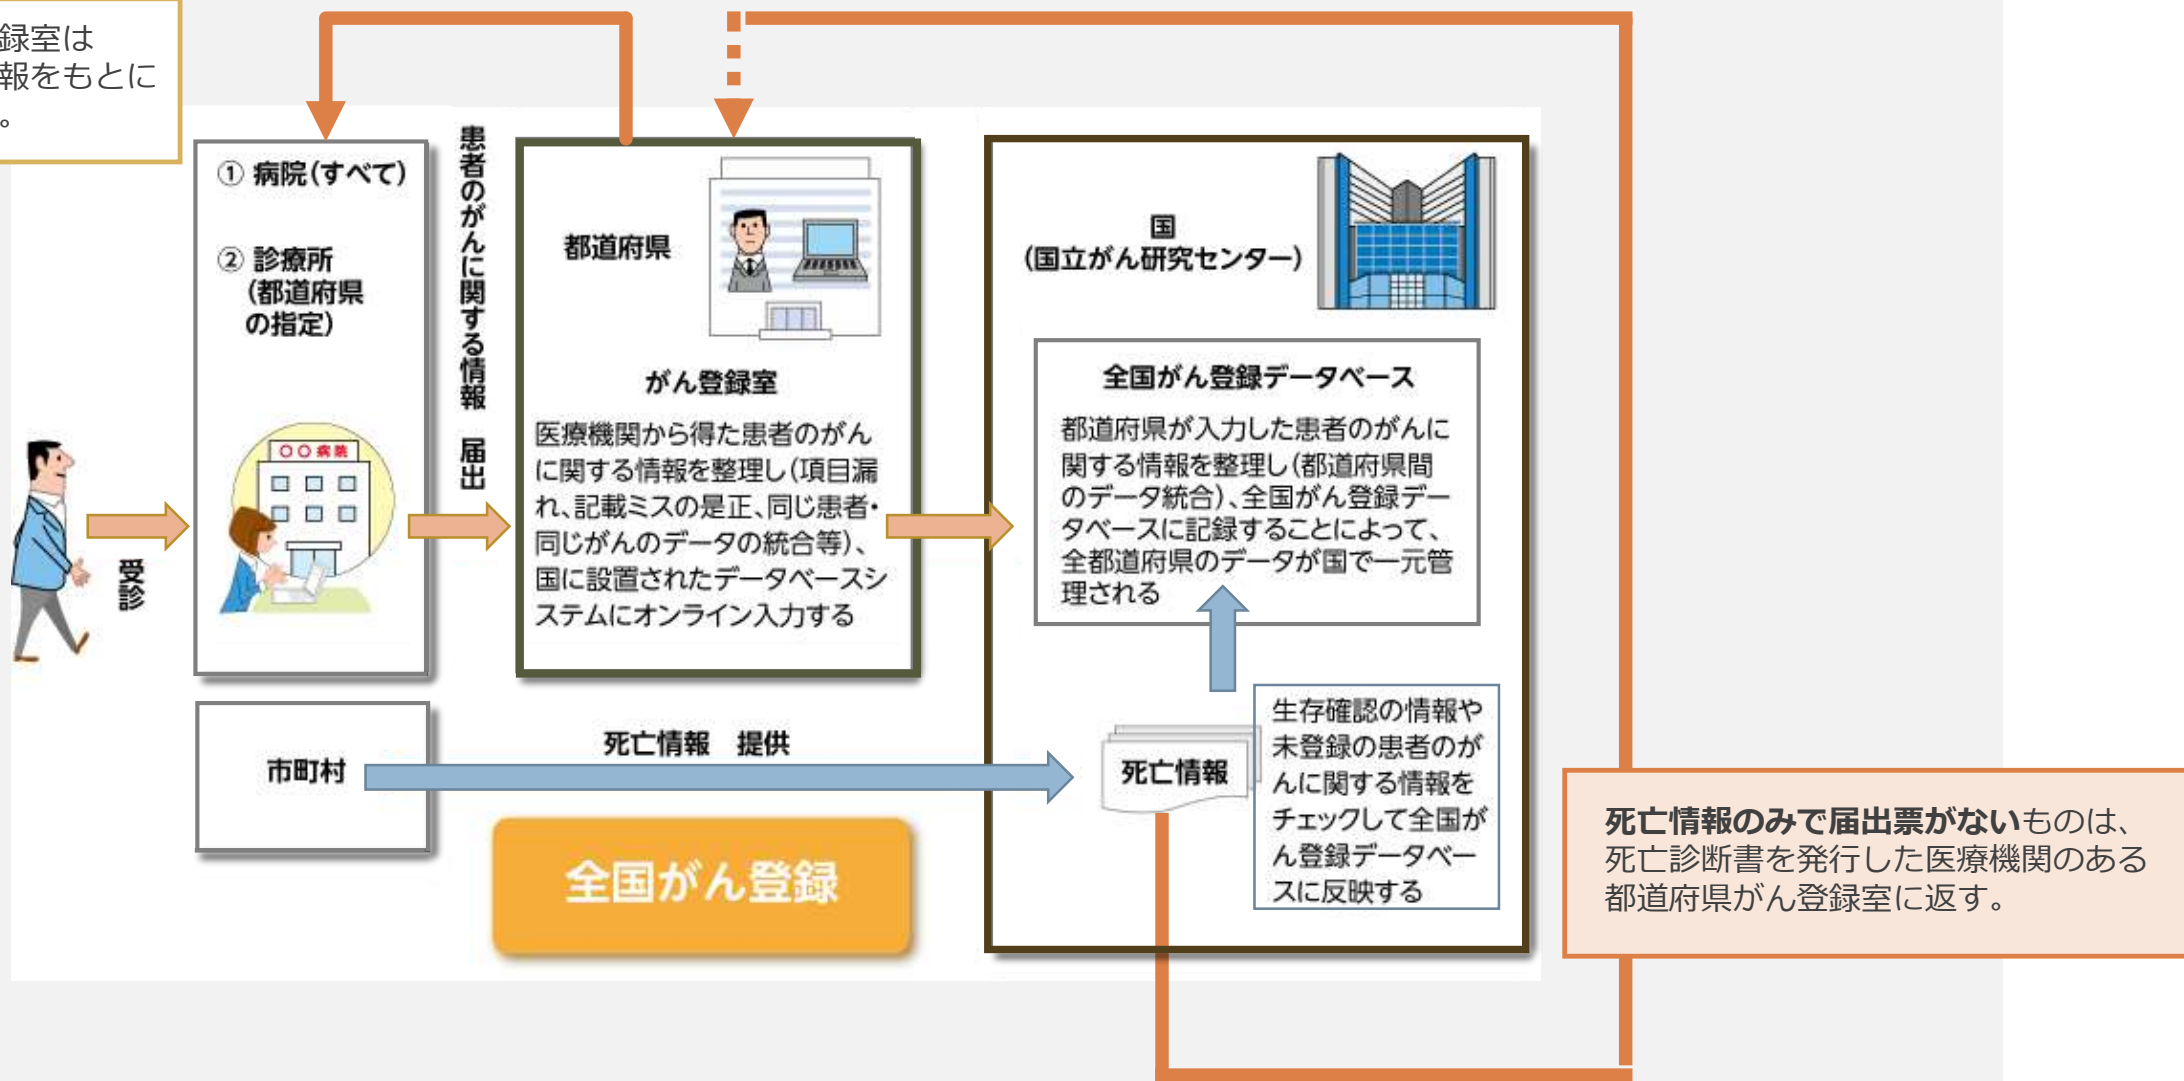 録室は
報をもとに
。
① 病院(すべて)
② 診療所
(都道府県
の指定)
〇〇病院
受診
患者のがんに関する情報 届出
都道府県
がん登録室
医療機関から得た患者のがん
に関する情報を整理し(項目漏
れ、記載ミスの是正、同じ患者・
同じがんのデータの統合等)、
国に設置されたデータベースシ
ステムにオンライン入力する
国
(国立がん研究センター)
全国がん登録データベース
都道府県が入力した患者のがんに
関する情報を整理し(都道府県間
のデータ統合)、全国がん登録デー
タベースに記録することによって、
全都道府県のデータが国で一元管
理される
市町村
死亡情報 提供
死亡情報
生存確認の情報や
未登録の患者のが
んに関する情報を
チェックして全国が
ん登録データベー
スに反映する
全国がん登録
死亡情報のみで届出票がないものは、
死亡診断書を発行した医療機関のある
都道府県がん登録室に返す。